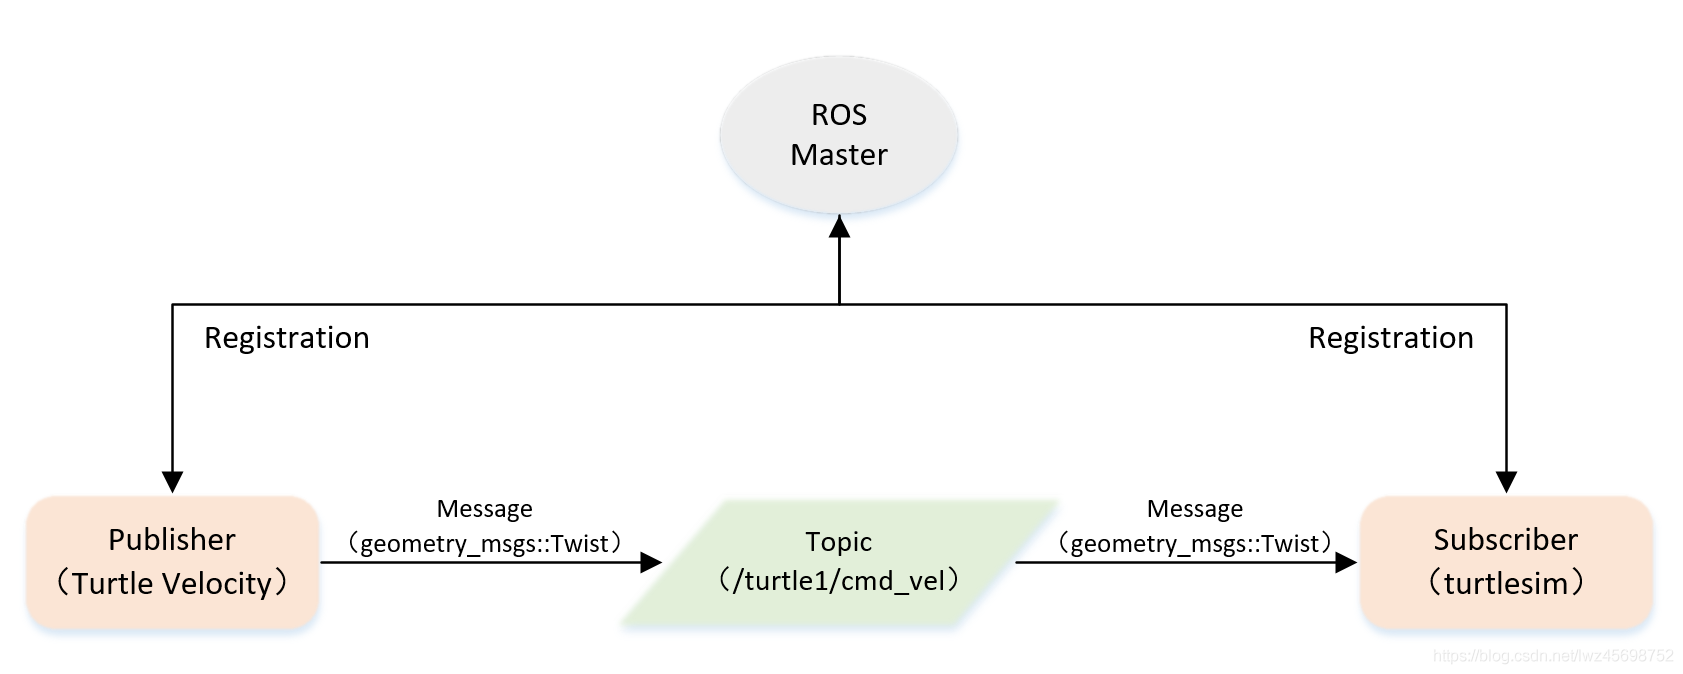 ROS
Master
Registration
Registration
Message
（geometry_msgs::Twist）
Message
（geometry_msgs::Twist）
Publisher
（Turtle Velocity）
Topic
（/turtle1/cmd_vel）
Subscriber
（turtlesim）
https://blog.csdn.net/lwz45698752